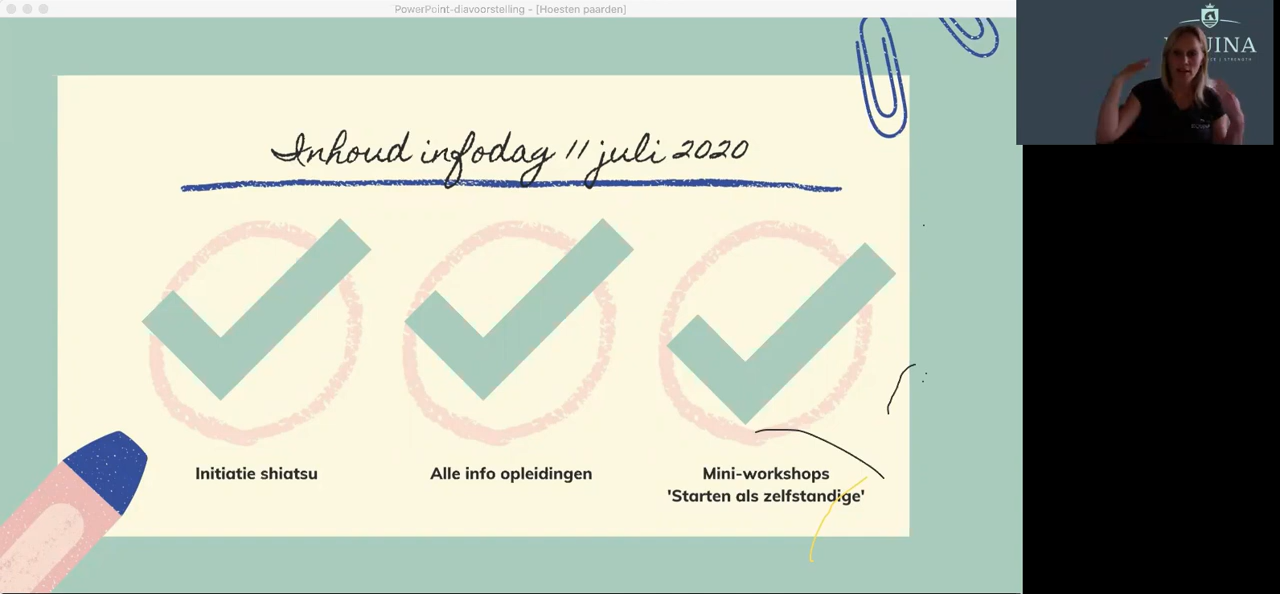 PowerPoint-diavoorstelling - [Hoesten paarden]
Inhoud infodag 11 juli 2020
Initiatie shiatsu
Alle info opleidingen
Mini-workshops
'Starten als zelfstandige'